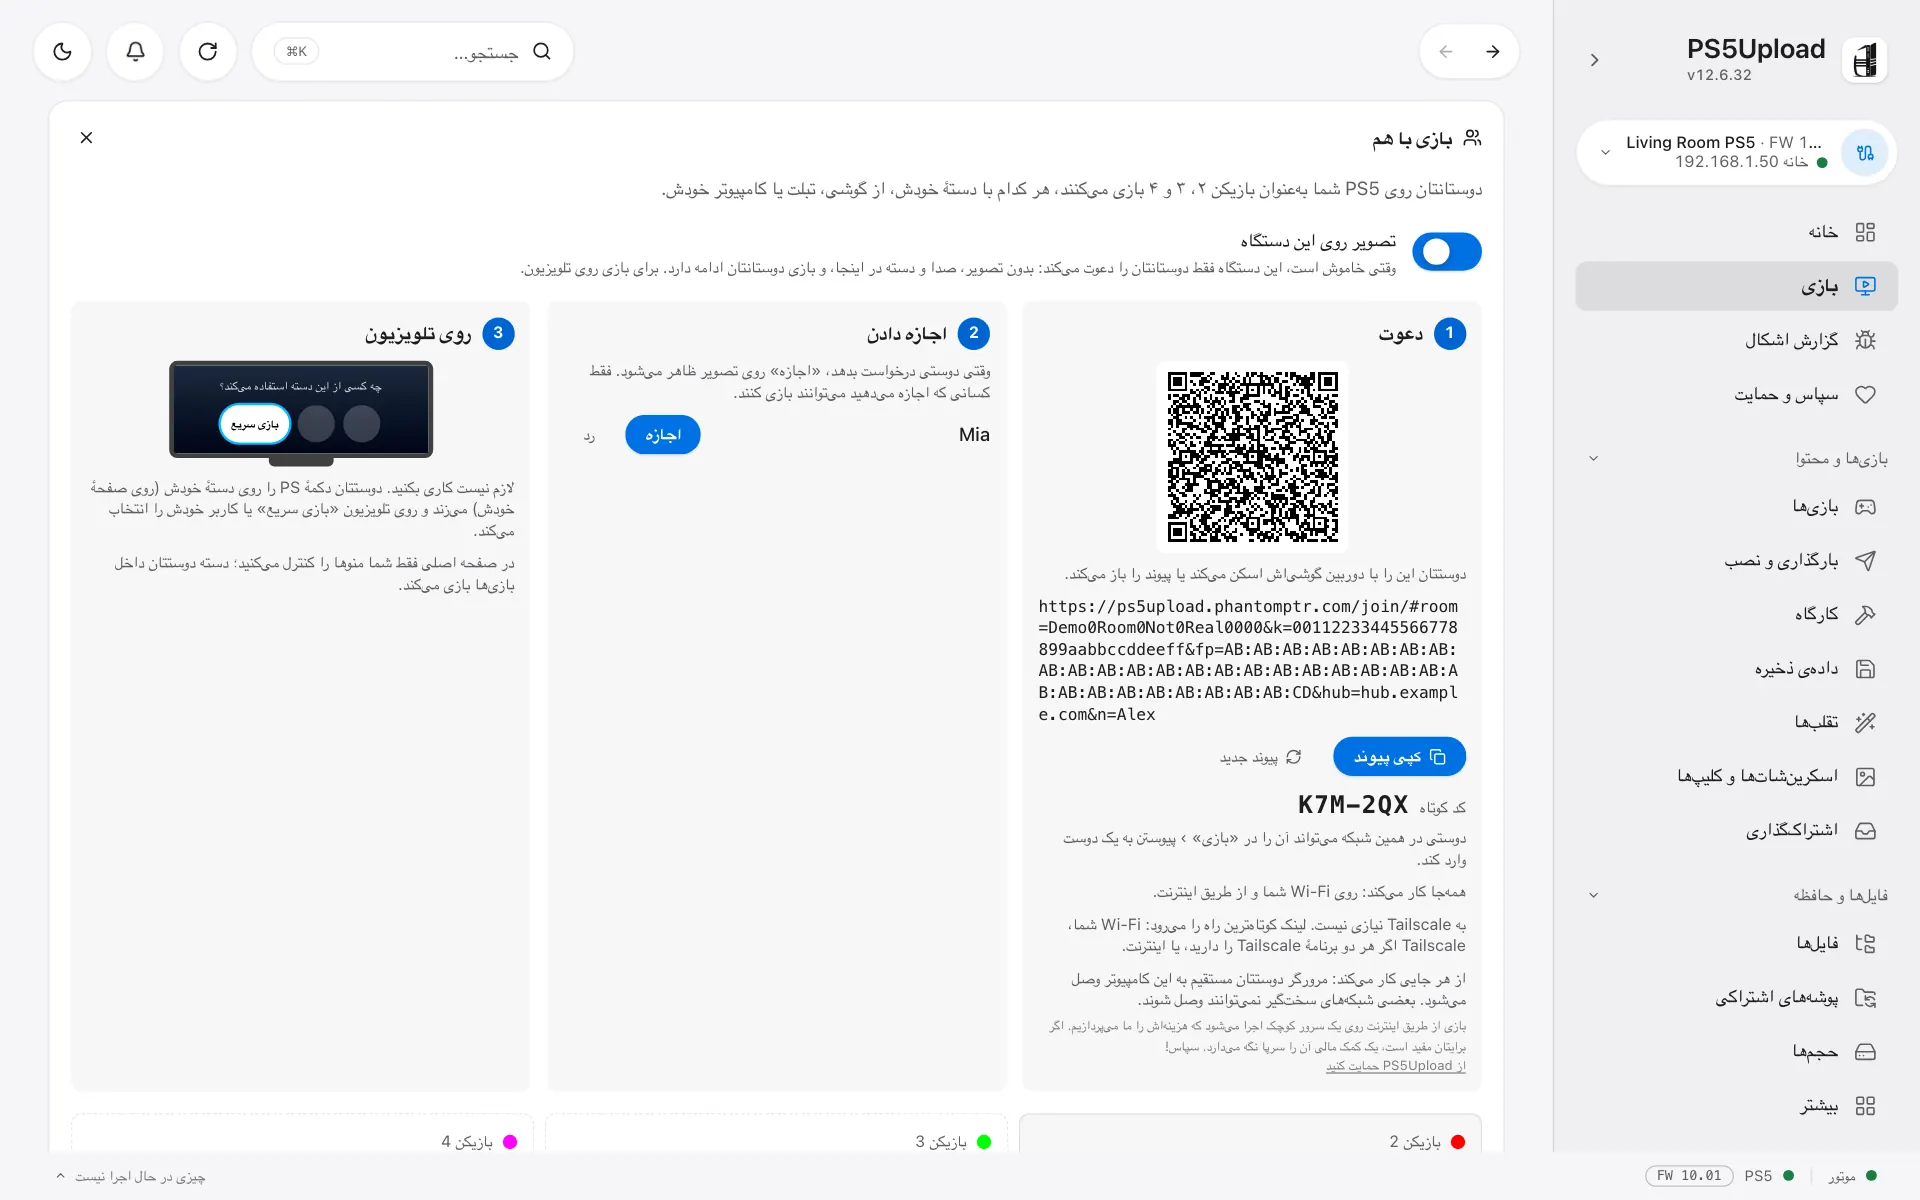 PS5Upload
v12.6.32
Living Room PS5 · FW 1...
خانه 192.168.1.50
خانه
بازی
گزارش اشکال
سپاس و حمایت
بازی‌ها و محتوا
بازی‌ها
بارگذاری و نصب
کارگاه
داده‌ی ذخیره
تقلب‌ها
اسکرین‌شات‌ها و کلیپ‌ها
اشتراک‌گذاری
فایل‌ها و حافظه
فایل‌ها
پوشه‌های اشتراکی
حجم‌ها
بیشتر
جستجو...
⌘K
بازی با هم
دوستانتان روی PS5 شما به‌عنوان بازیکن ۲، ۳ و ۴ بازی می‌کنند، هر کدام با دستهٔ خودش، از گوشی، تبلت یا کامپیوتر خودش.
تصویر روی این دستگاه
وقتی خاموش است، این دستگاه فقط دوستانتان را دعوت می‌کند: بدون تصویر، صدا و دسته در اینجا، و بازی دوستانتان ادامه دارد. برای بازی روی تلویزیون.
1 دعوت
دوستتان این را با دوربین گوشی‌اش اسکن می‌کند یا پیوند را باز می‌کند.
https://ps5upload.phantomptr.com/join/#room
=Demo0Room0Not0Real0000&k=00112233445566778
899aabbccddeeff&fp=AB:AB:AB:AB:AB:AB:AB:AB:
AB:AB:AB:AB:AB:AB:AB:AB:AB:AB:AB:AB:AB:AB:A
B:AB:AB:AB:AB:AB:AB:AB:AB:CD&hub=hub.exampl
e.com&n=Alex
کپی پیوند
پیوند جدید
کد کوتاه K7M-2QX
دوستی در همین شبکه می‌تواند آن را در «بازی» › پیوستن به یک دوست
وارد کند.
همه‌جا کار می‌کند: روی Wi-Fi شما و از طریق اینترنت.
به Tailscale نیازی نیست. لینک کوتاه‌ترین راه را می‌رود: Wi-Fi شما،
Tailscale اگر هر دو برنامهٔ Tailscale را دارید، یا اینترنت.
از هر جایی کار می‌کند: مرورگر دوستتان مستقیم به این کامپیوتر وصل
می‌شود. بعضی شبکه‌های سخت‌گیر نمی‌توانند وصل شوند.
بازی از طریق اینترنت روی یک سرور کوچک اجرا می‌شود که هزینه‌اش را ما می‌پردازیم. اگر
برایتان مفید است، یک کمک مالی آن را سرپا نگه می‌دارد. سپاس!
از PS5Upload حمایت کنید
2 اجازه دادن
وقتی دوستی درخواست بدهد، «اجازه» روی تصویر ظاهر می‌شود. فقط
کسانی که اجازه می‌دهید می‌توانند بازی کنند.
Mia
اجازه
رد
3 روی تلویزیون
چه کسی از این دسته استفاده می‌کند؟
بازی سریع
لازم نیست کاری بکنید. دوستتان دکمهٔ PS را روی دستهٔ خودش (روی صفحهٔ
خودش) می‌زند و روی تلویزیون «بازی سریع» یا کاربر خودش را انتخاب
می‌کند.
در صفحه اصلی فقط شما منوها را کنترل می‌کنید؛ دسته دوستتان داخل
بازی‌ها بازی می‌کند.
بازیکن 2
بازیکن 3
بازیکن 4
موتور
PS5
FW 10.01
چیزی در حال اجرا نیست